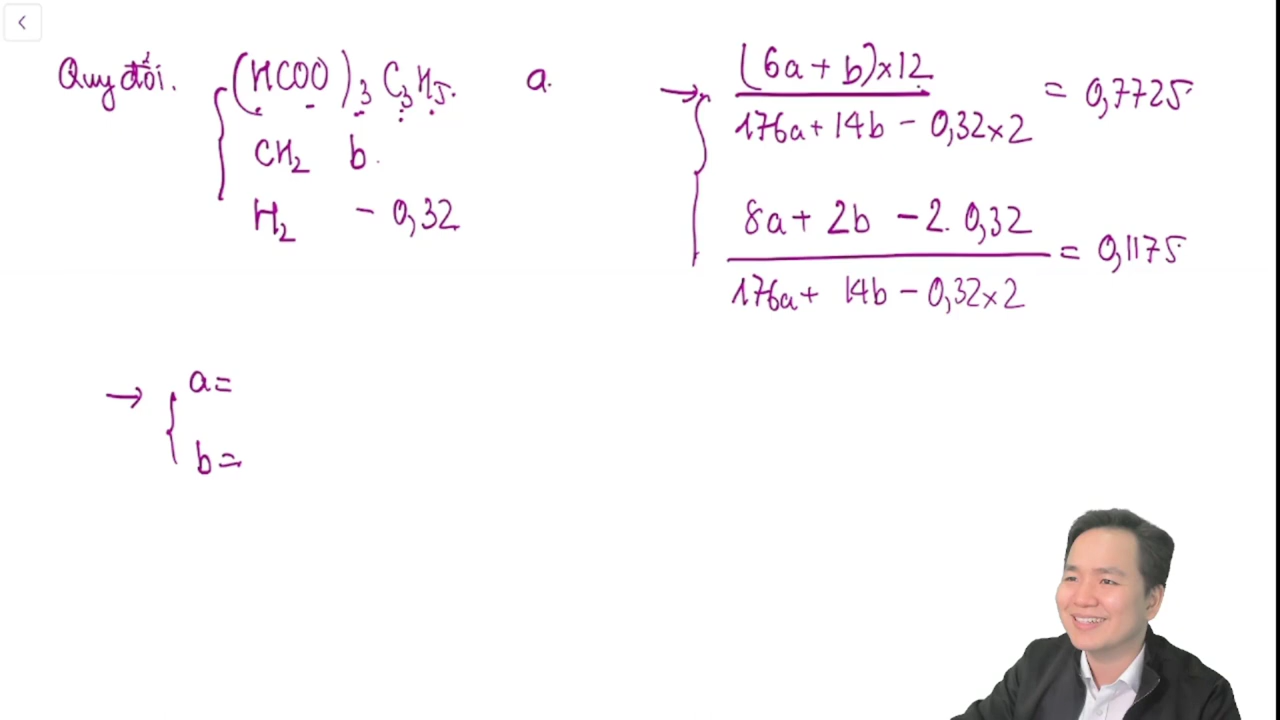 Quy đổi. (HCOO)₃C₃H₅. a.
CH₂ b.
H₂ - 0,32
→ (6a + b)×12 / 176a + 14b - 0,32×2 = 0,7725
8a + 2b - 2. 0,32 / 176a + 14b - 0,32×2 = 0,1175
→ a=
b=